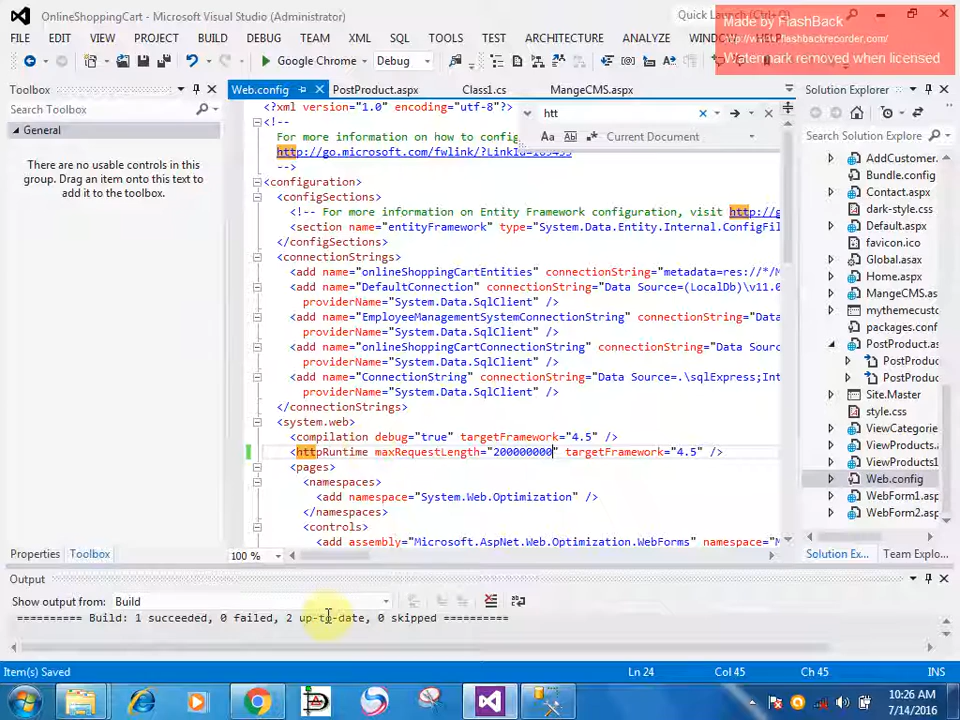 OnlineShoppingCart - Microsoft Visual Studio (Administrator)
Quick Launch (Ctrl+Q)
Made by FlashBack
http://www.flashbackrecorder.com/
Watermark removed when licensed
FILE EDIT VIEW PROJECT BUILD DEBUG TEAM XML SQL TOOLS TEST ARCHITECTURE ANALYZE WINDOW HELP
Google Chrome Debug
Toolbox
Search Toolbox
General
There are no usable controls in this
group. Drag an item onto this text to
add it to the toolbox.
Properties Toolbox
Web.config PostProduct.aspx Class1.cs MangeCMS.aspx
htt
Current Document
<?xml version="1.0" encoding="utf-8"?>
<!--
For more information on how to config
http://go.microsoft.com/fwlink/?LinkId=169433
-->
<configuration>
<configSections>
<!-- For more information on Entity Framework configuration, visit http://g
<section name="entityFramework" type="System.Data.Entity.Internal.ConfigFil
</configSections>
<connectionStrings>
<add name="onlineShoppingCartEntities" connectionString="metadata=res://*/M
<add name="DefaultConnection" connectionString="Data Source=(LocalDb)\v11.0
providerName="System.Data.SqlClient" />
<add name="EmployeeManagementSystemConnectionString" connectionString="Data
providerName="System.Data.SqlClient" />
<add name="onlineShoppingCartConnectionString" connectionString="Data Sourc
providerName="System.Data.SqlClient" />
<add name="ConnectionString" connectionString="Data Source=.\sqlExpress;Int
providerName="System.Data.SqlClient" />
</connectionStrings>
<system.web>
<compilation debug="true" targetFramework="4.5" />
<httpRuntime maxRequestLength="200000000" targetFramework="4.5" />
<pages>
<namespaces>
<add namespace="System.Web.Optimization" />
</namespaces>
<controls>
<add assembly="Microsoft.AspNet.Web.Optimization.WebForms" namespace="M
100 %
Solution Explorer
Search Solution Explorer
AddCustomer.
Bundle.config
Contact.aspx
dark-style.css
Default.aspx
favicon.ico
Global.asax
Home.aspx
MangeCMS.as
mythemecusto
packages.conf
PostProduct.as
PostProduc
PostProduc
Site.Master
style.css
ViewCategorie
ViewProducts.
ViewProducts1
Web.config
WebForm1.asp
WebForm2.asp
Solution Ex... Team Explo...
Output
Show output from: Build
========== Build: 1 succeeded, 0 failed, 2 up-to-date, 0 skipped ==========
Item(s) Saved Ln 24 Col 45 Ch 45 INS
10:26 AM
7/14/2016